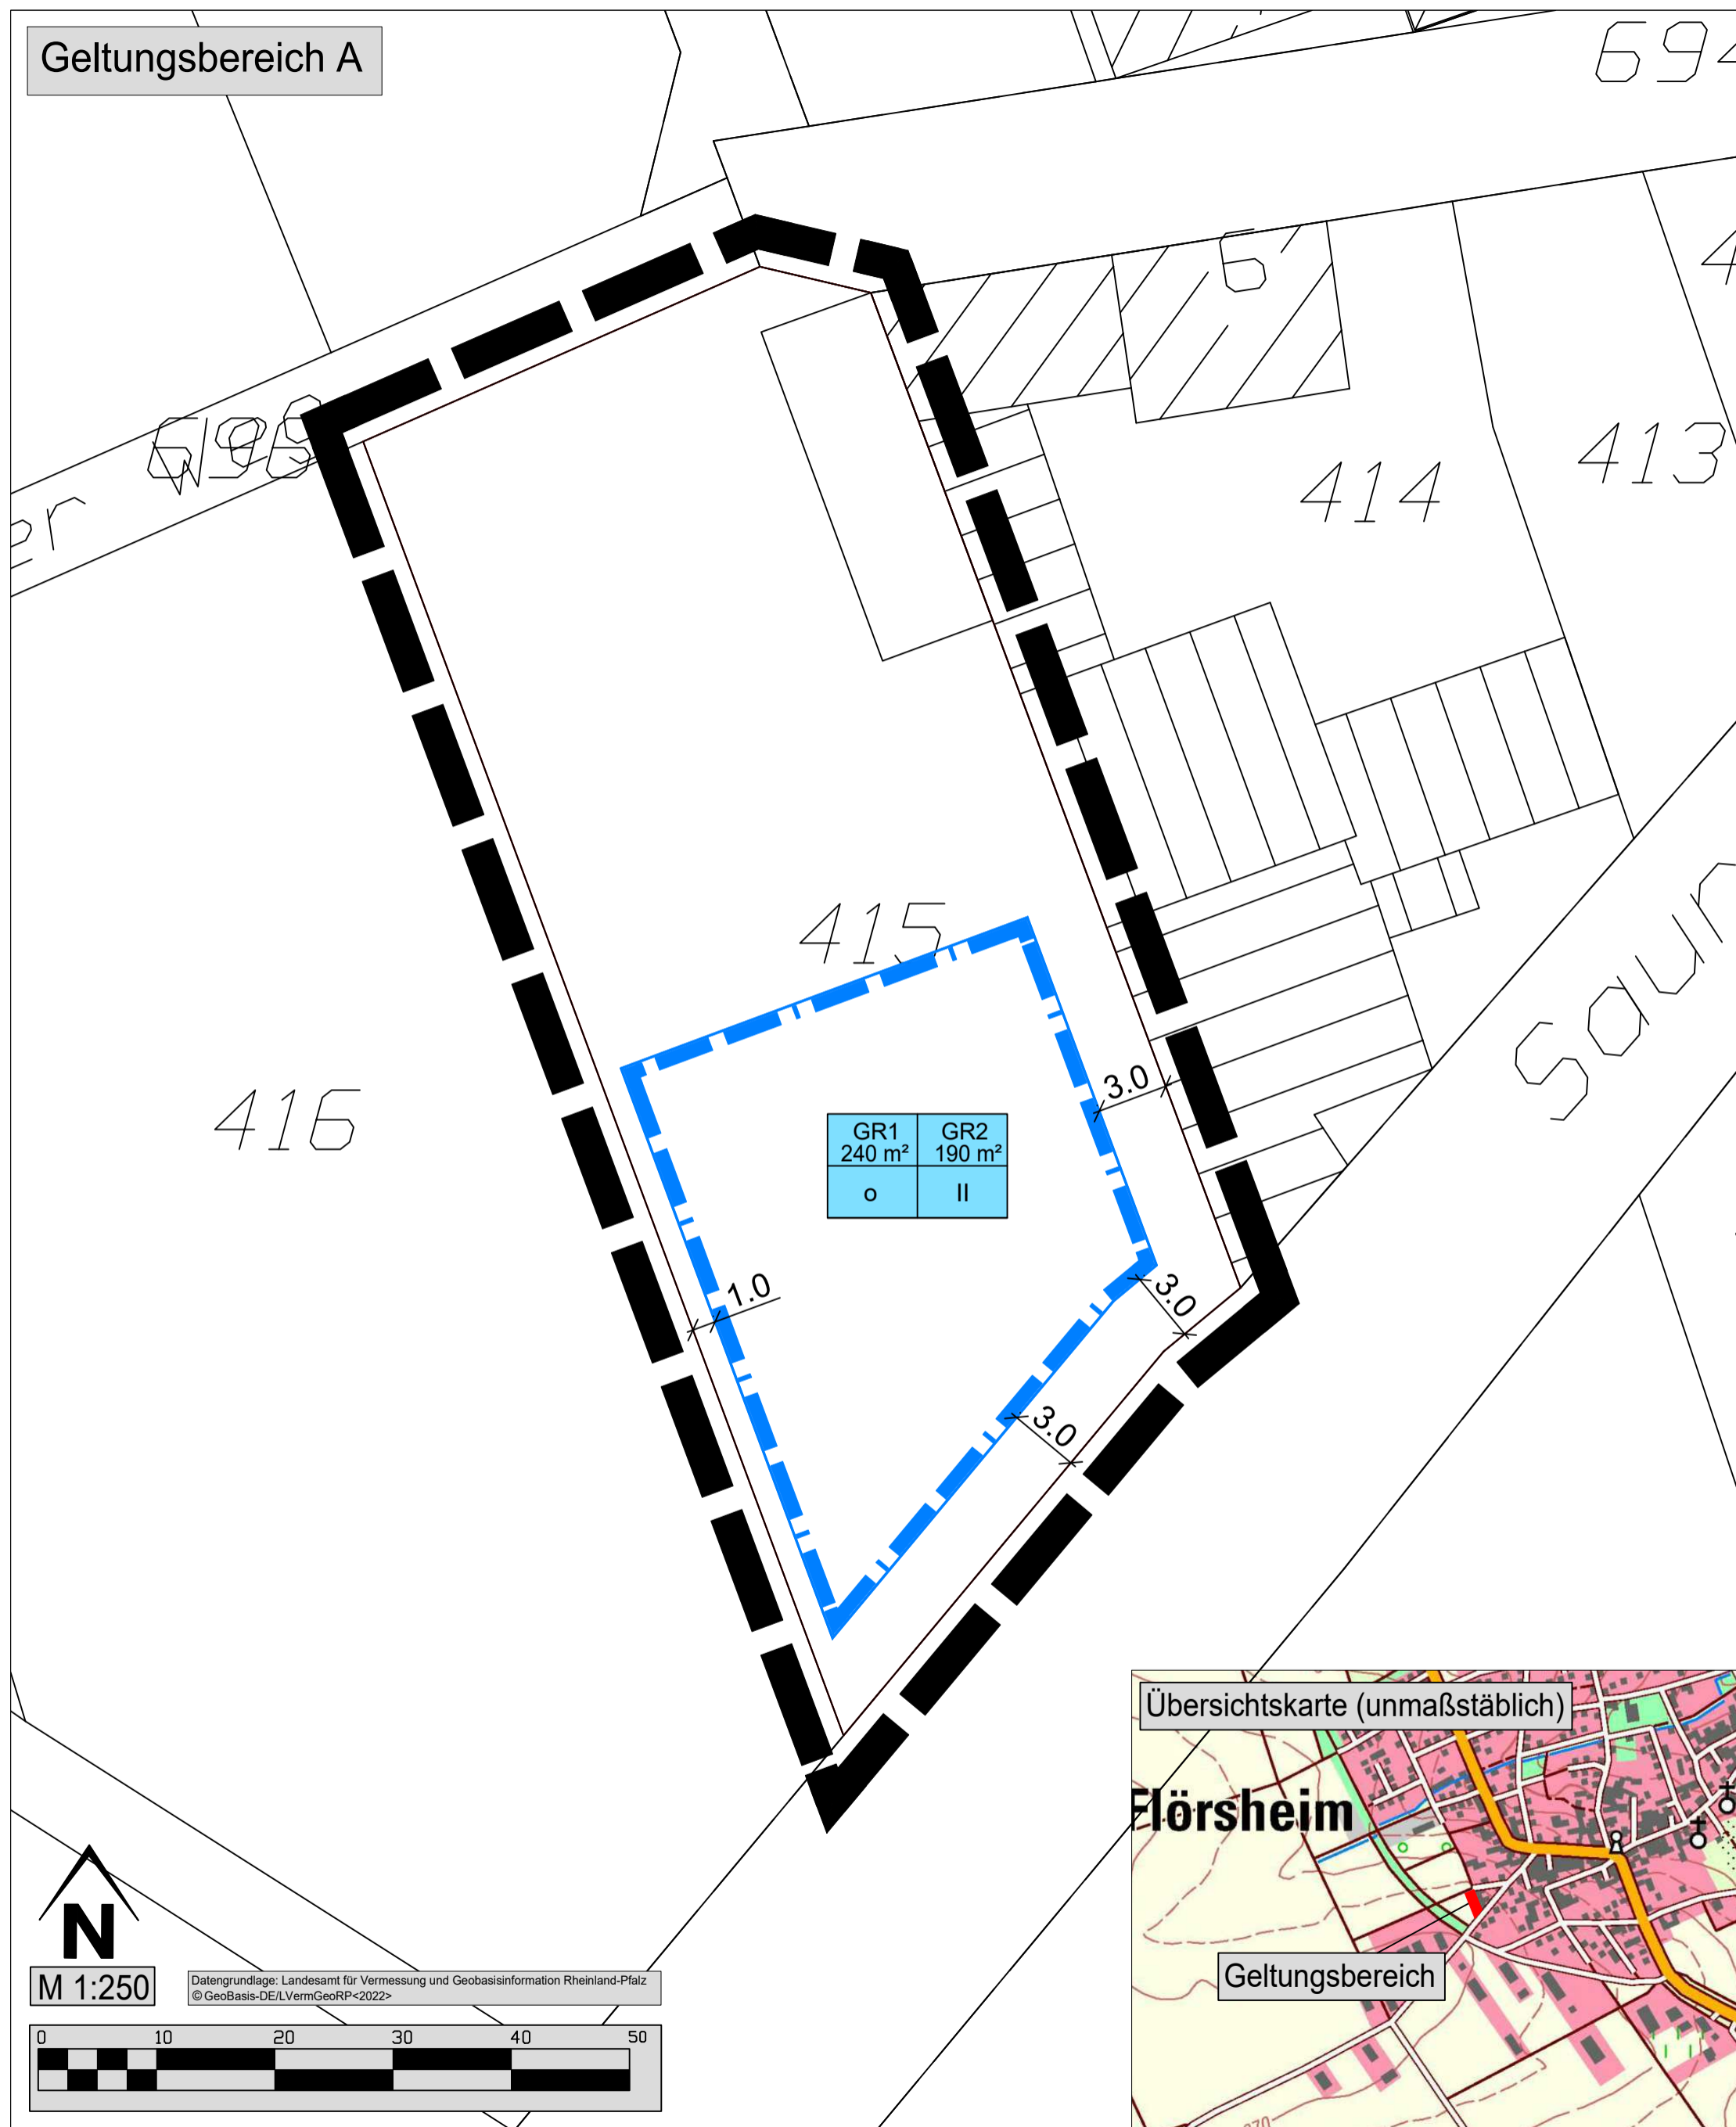 Geltungsbereich A
694
6
413
414
415
416
GR1 GR2
240 m² 190 m²
o II
3.0
3.0
1.0
3.0
Übersichtskarte (unmaßstäblich)
Flörsheim
Geltungsbereich
N
M 1:250
Datengrundlage: Landesamt für Vermessung und Geobasisinformation Rheinland-Pfalz
© GeoBasis-DE/LVermGeoRP<2022>
0 10 20 30 40 50